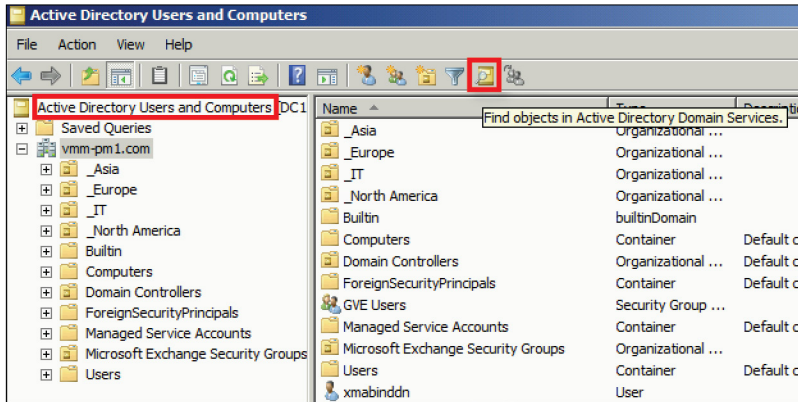 Active Directory Users and Computers
File Action View Help
Active Directory Users and Computers [DC1
Saved Queries
vmm-pm1.com
_Asia
_Europe
_IT
_North America
Builtin
Computers
Domain Controllers
ForeignSecurityPrincipals
Managed Service Accounts
Microsoft Exchange Security Groups
Users
Name
Find objects in Active Directory Domain Services.
_Asia Organizational ...
_Europe Organizational ...
_IT Organizational ...
_North America Organizational ...
Builtin builtinDomain
Computers Container Default c
Domain Controllers Organizational ... Default c
ForeignSecurityPrincipals Container Default c
GVE Users Security Group ...
Managed Service Accounts Container Default c
Microsoft Exchange Security Groups Organizational ...
Users Container Default c
xmabinddn User